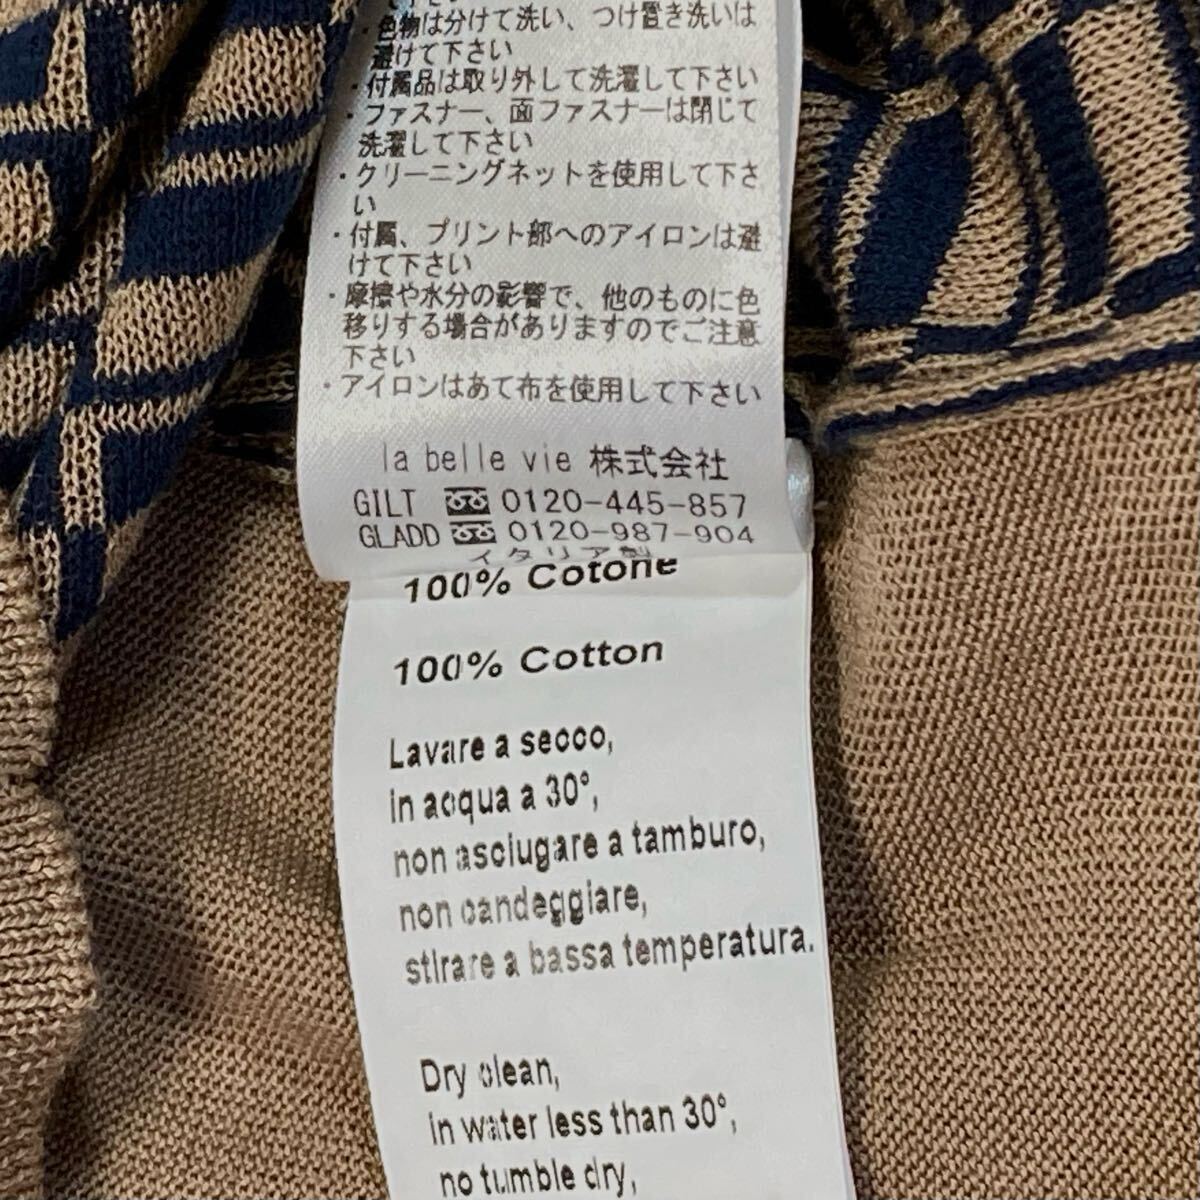 ・色物は分けて洗い、つけ置き洗いは
避けて下さい
・付属品は取り外して洗濯して下さい
・ファスナー、面ファスナーは閉じて
洗濯して下さい
・クリーニングネットを使用して下さ
い
・付属、プリント部へのアイロンは避
けて下さい
・摩擦や水分の影響で、他のものに色
移りする場合がありますのでご注意
下さい
・アイロンはあて布を使用して下さい
la belle vie 株式会社
GILT 0120-445-857
GLADD 0120-987-904
イタリア製
100% Cotone
100% Cotton
Lavare a secco,
in acqua a 30°,
non asciugare a tamburo,
non candeggiare,
stirare a bassa temperatura.
Dry clean,
in water less than 30°,
no tumble dry,